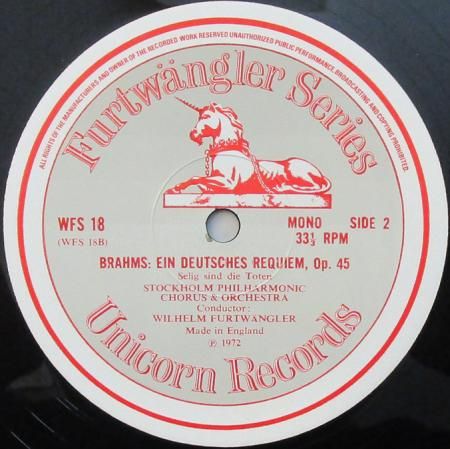 ALL RIGHTS OF THE MANUFACTURERS AND OWNER OF THE RECORDED WORK RESERVED UNAUTHORIZED PUBLIC PERFORMANCE, BROADCASTING AND COPYING PROHIBITED.
Furtwängler Series
WFS 18
(WFS 18B)
MONO SIDE 2
33⅓ RPM
BRAHMS: EIN DEUTSCHES REQUIEM, Op. 45
Selig sind die Toten
STOCKHOLM PHILHARMONIC
CHORUS & ORCHESTRA
Conductor:
WILHELM FURTWÄNGLER
Made in England
℗ 1972
Unicorn Records